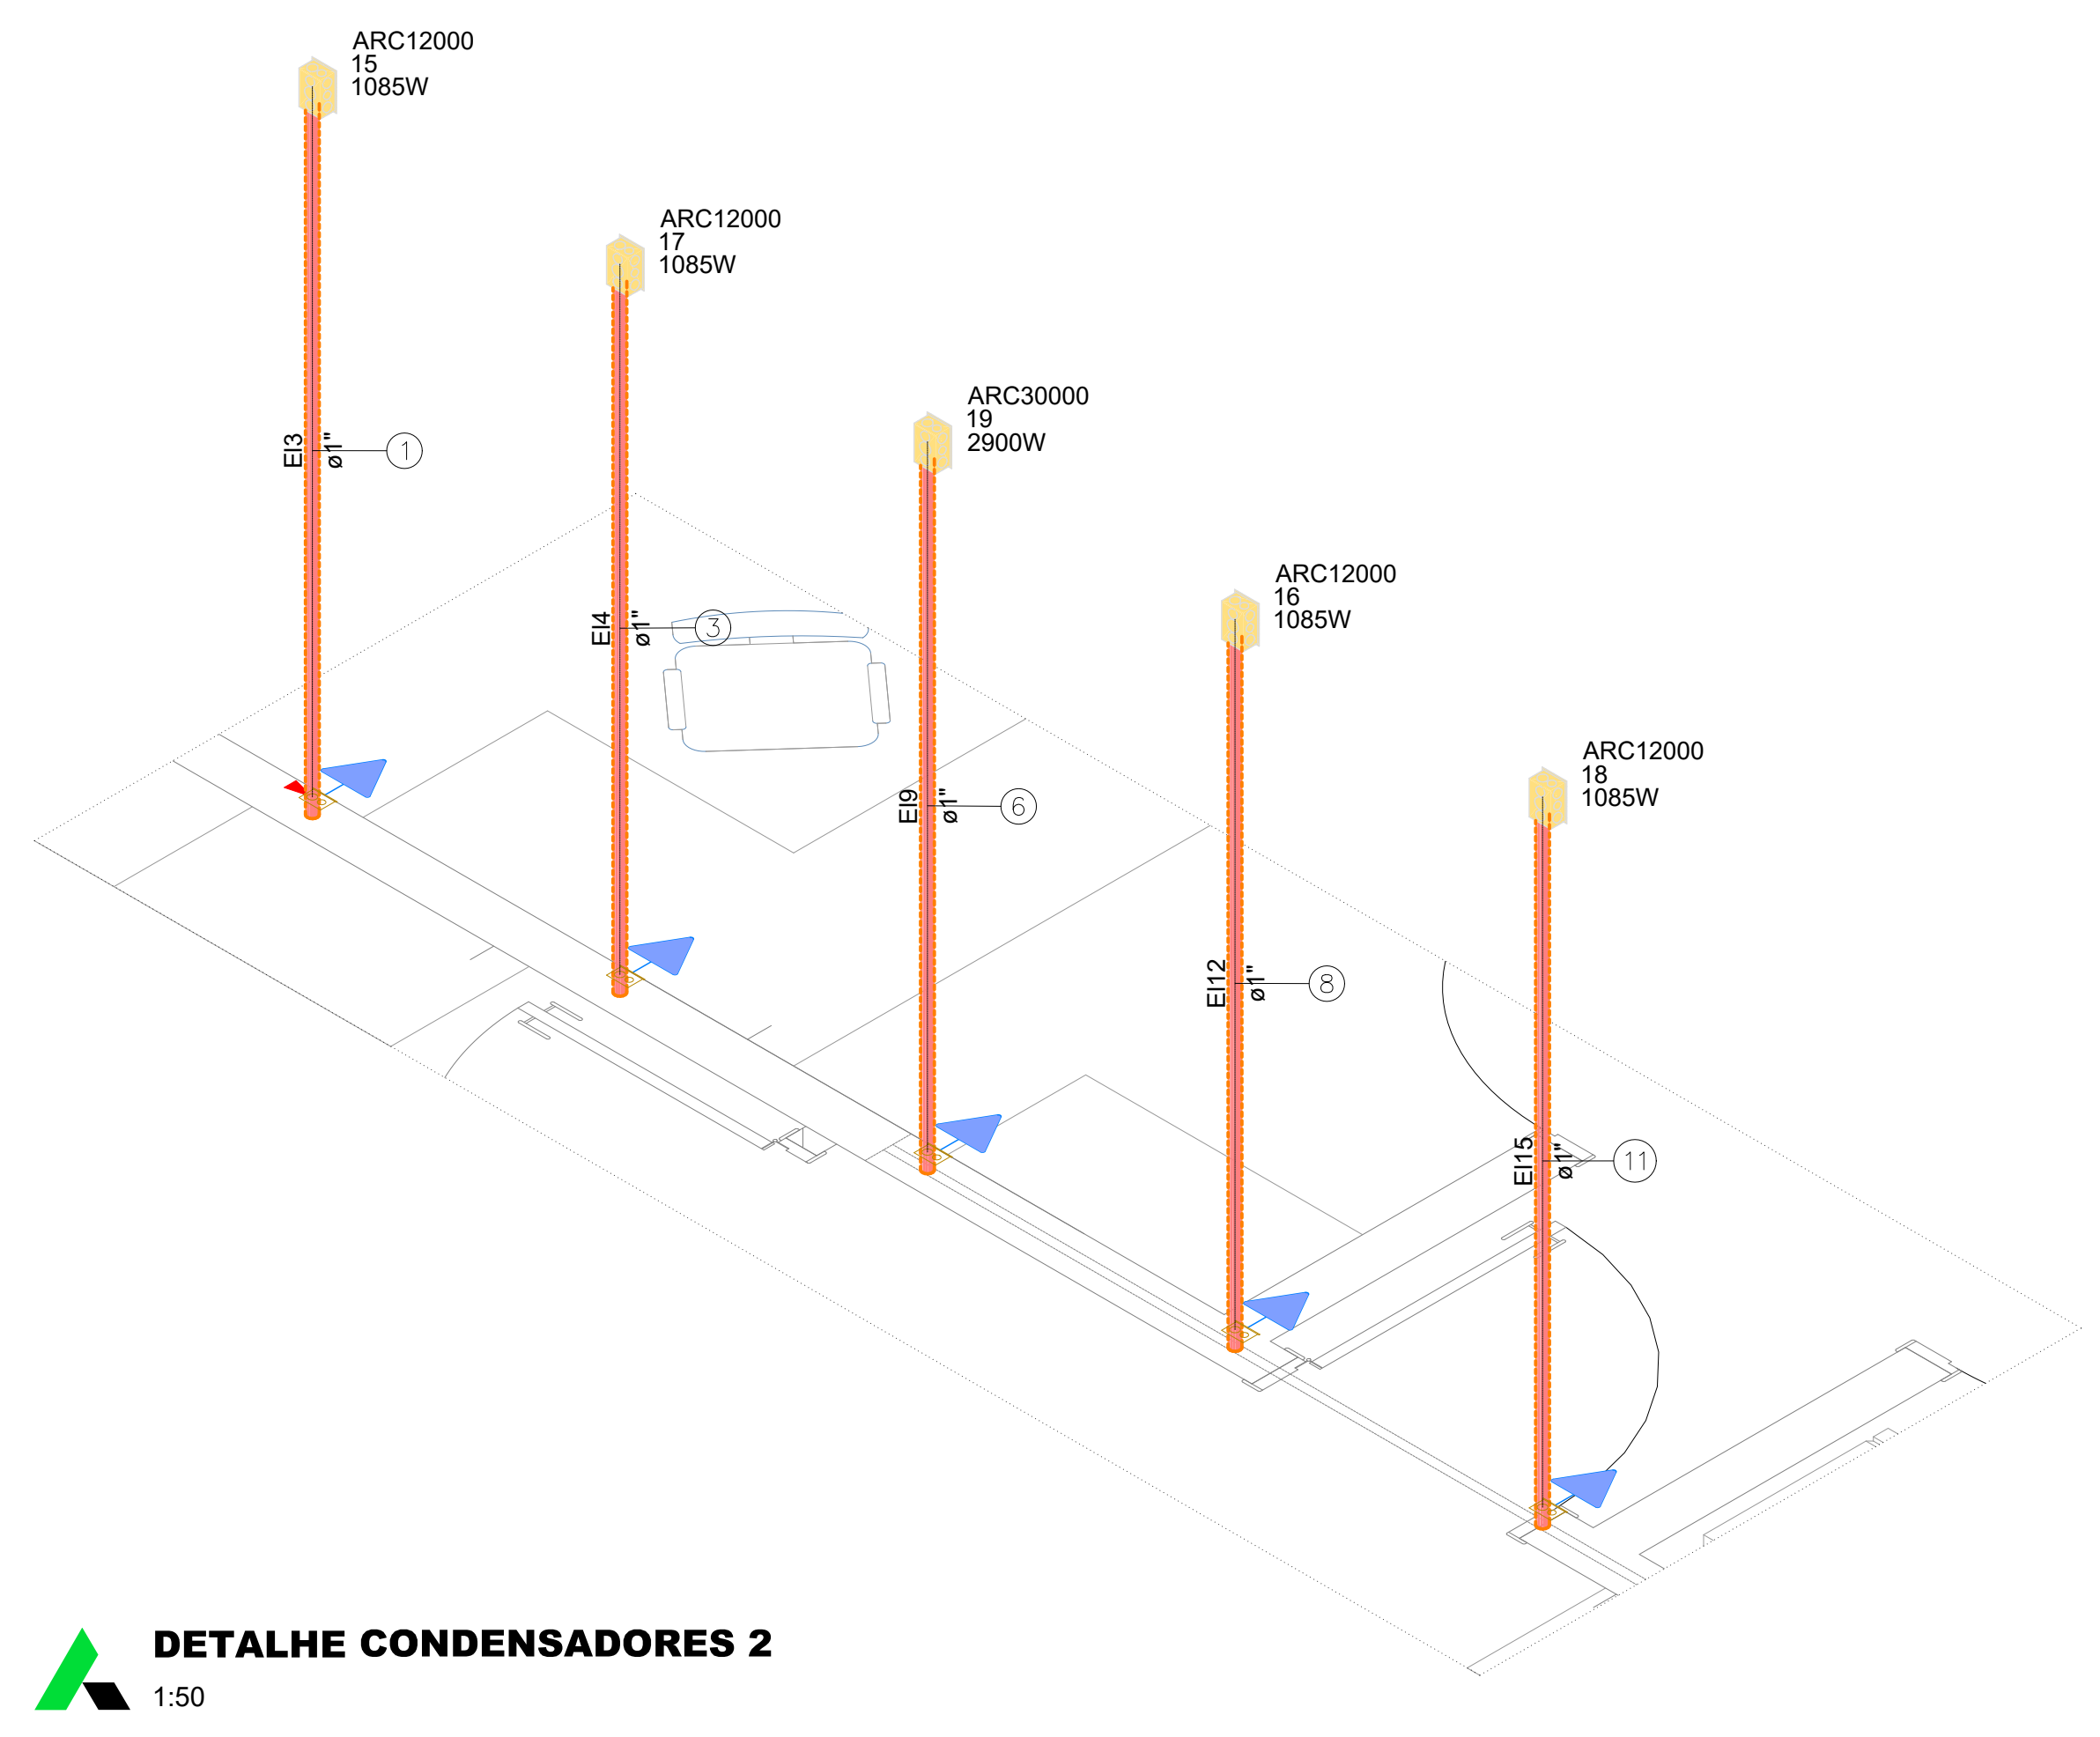 ARC12000
15
1085W
ARC12000
17
1085W
ARC30000
19
2900W
EI3
ø1"
1
ARC12000
16
1085W
EI4
ø1"
3
ARC12000
18
1085W
EI9
ø1"
6
EI12
ø1"
8
EI15
ø1"
11
DETALHE CONDENSADORES 2
1:50